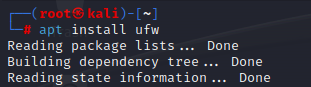 ┌──(root㉿kali)-[~]
└─# apt install ufw
Reading package lists... Done
Building dependency tree... Done
Reading state information... Done